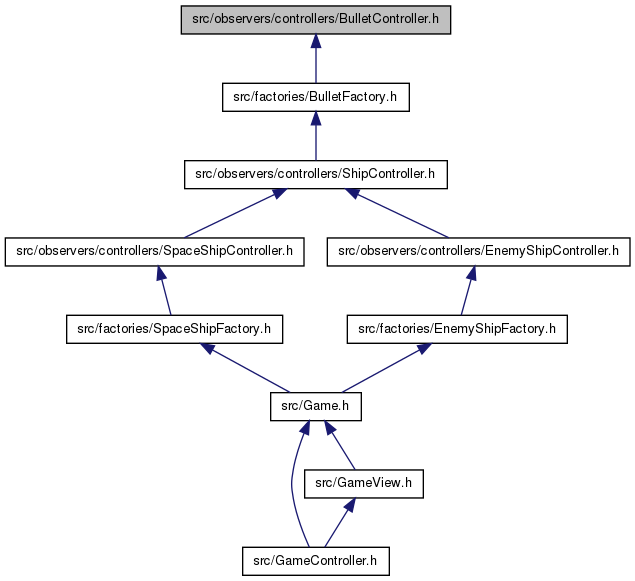 src/observers/controllers/BulletController.h
src/factories/BulletFactory.h
src/observers/controllers/ShipController.h
src/observers/controllers/SpaceShipController.h
src/observers/controllers/EnemyShipController.h
src/factories/SpaceShipFactory.h
src/factories/EnemyShipFactory.h
src/Game.h
src/GameView.h
src/GameController.h